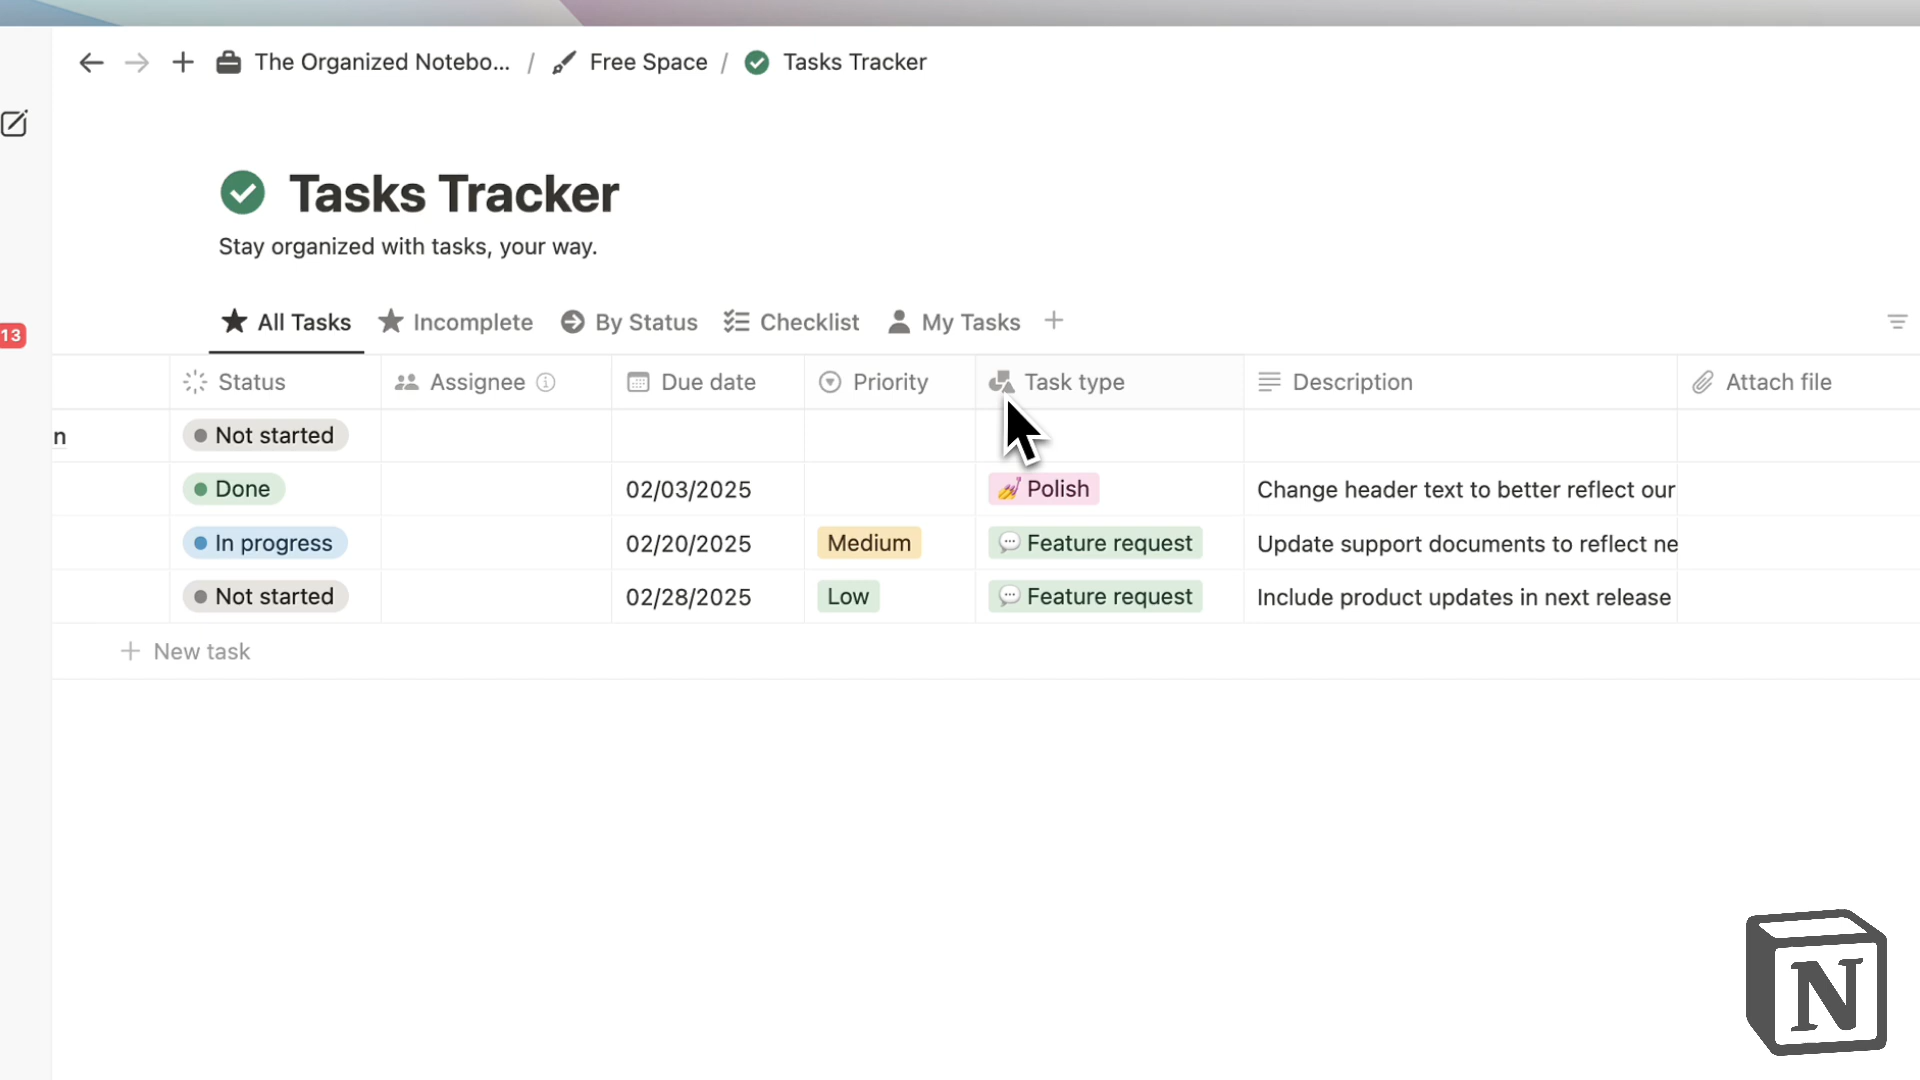 The Organized Notebo... / Free Space / Tasks Tracker
Tasks Tracker
Stay organized with tasks, your way.
13
All Tasks Incomplete By Status Checklist My Tasks
Status Assignee Due date Priority Task type Description Attach file
n Not started
Done 02/03/2025 Polish Change header text to better reflect our
In progress 02/20/2025 Medium Feature request Update support documents to reflect ne
Not started 02/28/2025 Low Feature request Include product updates in next release
New task
N